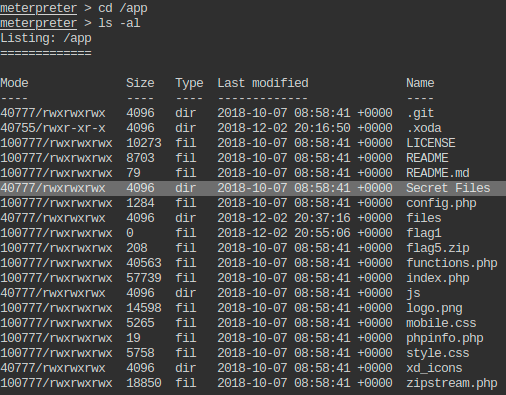 meterpreter > cd /app
meterpreter > ls -al
Listing: /app
=============
Mode Size Type Last modified Name
---- ---- ---- ------------- ----
40777/rwxrwxrwx 4096 dir 2018-10-07 08:58:41 +0000 .git
40755/rwxr-xr-x 4096 dir 2018-12-02 20:16:50 +0000 .xoda
100777/rwxrwxrwx 10273 fil 2018-10-07 08:58:41 +0000 LICENSE
100777/rwxrwxrwx 8703 fil 2018-10-07 08:58:41 +0000 README
100777/rwxrwxrwx 79 fil 2018-10-07 08:58:41 +0000 README.md
40777/rwxrwxrwx 4096 dir 2018-10-07 08:58:41 +0000 Secret Files
100777/rwxrwxrwx 1284 fil 2018-10-07 08:58:41 +0000 config.php
40777/rwxrwxrwx 4096 dir 2018-12-02 20:37:16 +0000 files
100777/rwxrwxrwx 0 fil 2018-12-02 20:55:06 +0000 flag1
100777/rwxrwxrwx 208 fil 2018-10-07 08:58:41 +0000 flag5.zip
100777/rwxrwxrwx 40563 fil 2018-10-07 08:58:41 +0000 functions.php
100777/rwxrwxrwx 57739 fil 2018-10-07 08:58:41 +0000 index.php
40777/rwxrwxrwx 4096 dir 2018-10-07 08:58:41 +0000 js
100777/rwxrwxrwx 14598 fil 2018-10-07 08:58:41 +0000 logo.png
100777/rwxrwxrwx 5265 fil 2018-10-07 08:58:41 +0000 mobile.css
100777/rwxrwxrwx 19 fil 2018-10-07 08:58:41 +0000 phpinfo.php
100777/rwxrwxrwx 5758 fil 2018-10-07 08:58:41 +0000 style.css
40777/rwxrwxrwx 4096 dir 2018-10-07 08:58:41 +0000 xd_icons
100777/rwxrwxrwx 18850 fil 2018-10-07 08:58:41 +0000 zipstream.php